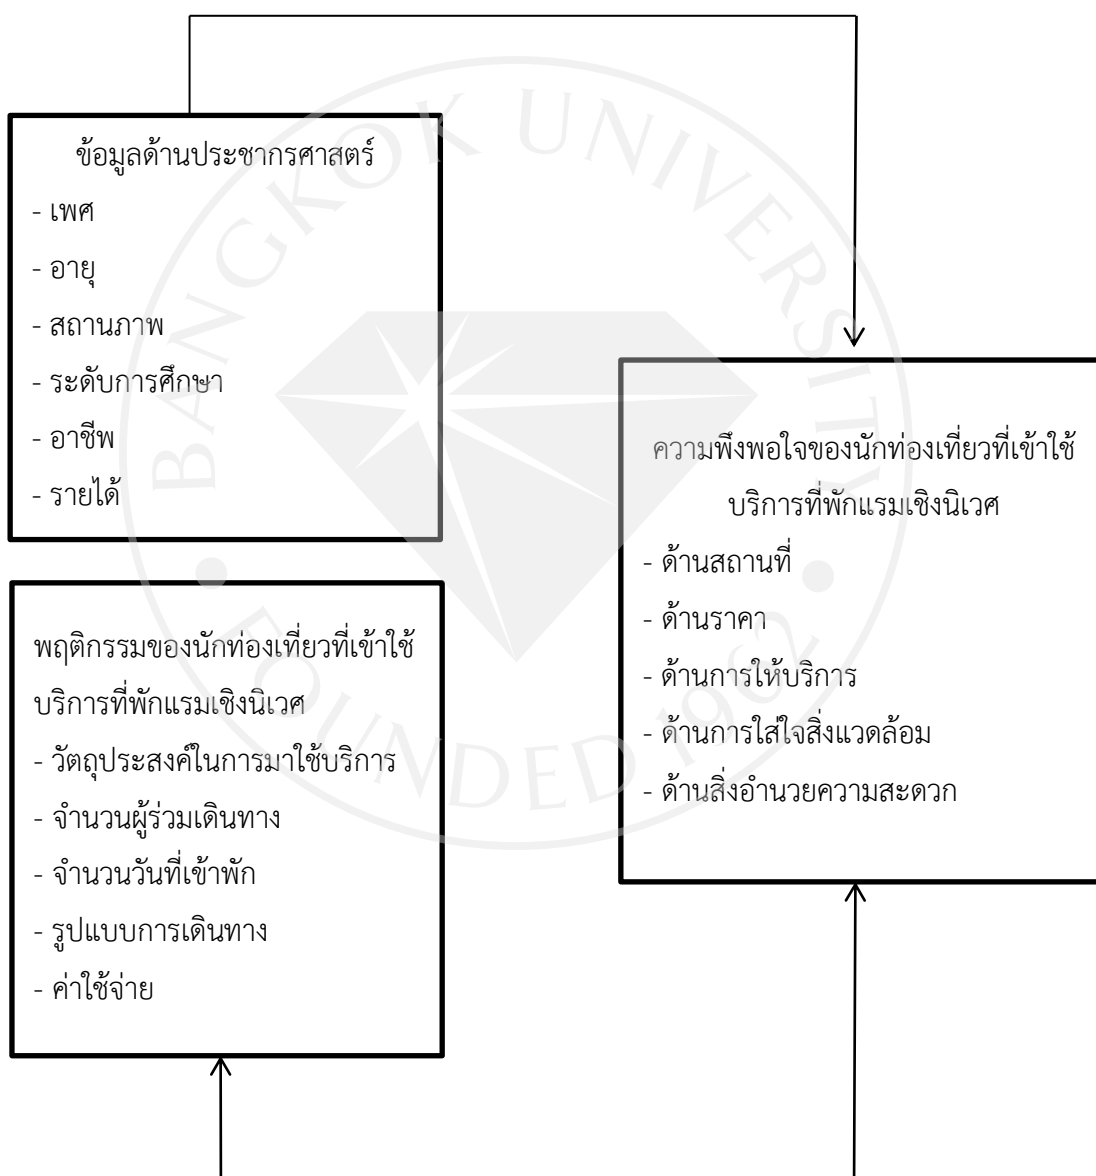 ข้อมูลด้านประชากรศาสตร์
- เพศ
- อายุ
- สถานภาพ
- ระดับการศึกษา
- อาชีพ
- รายได้
พฤติกรรมของนักท่องเที่ยวที่เข้าใช้
บริการที่พักแรมเชิงนิเวศ
- วัตถุประสงค์ในการมาใช้บริการ
- จำนวนผู้ร่วมเดินทาง
- จำนวนวันที่เข้าพัก
- รูปแบบการเดินทาง
- ค่าใช้จ่าย
ความพึงพอใจของนักท่องเที่ยวที่เข้าใช้
บริการที่พักแรมเชิงนิเวศ
- ด้านสถานที่
- ด้านราคา
- ด้านการให้บริการ
- ด้านการใส่ใจสิ่งแวดล้อม
- ด้านสิ่งอำนวยความสะดวก
BANGKOK UNIVERSITY
FOUNDED 1962